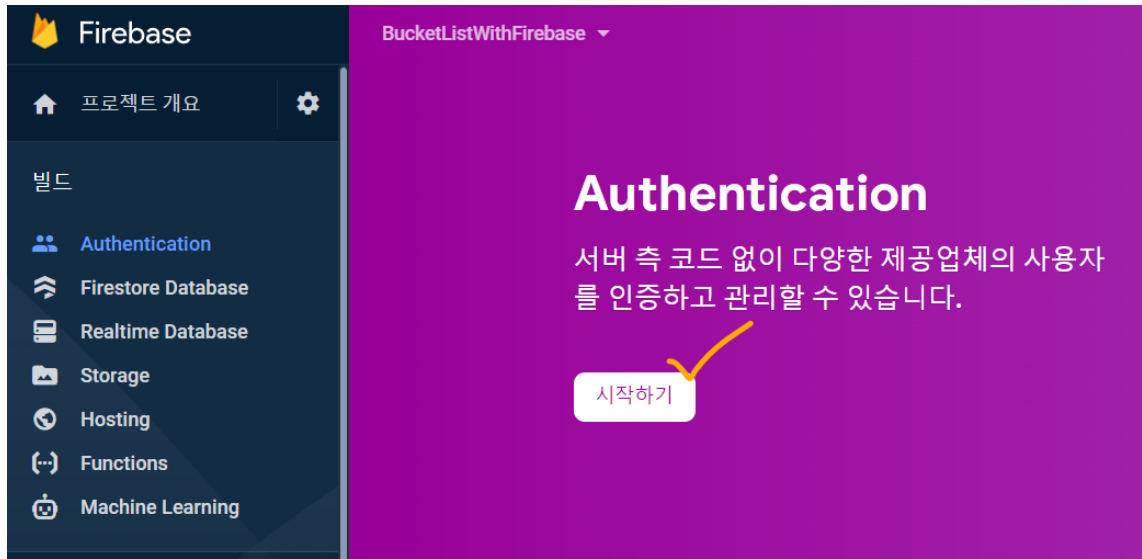 Firebase
프로젝트 개요
빌드
Authentication
Firestore Database
Realtime Database
Storage
Hosting
Functions
Machine Learning
BucketListWithFirebase
Authentication
서버 측 코드 없이 다양한 제공업체의 사용자
를 인증하고 관리할 수 있습니다.
시작하기